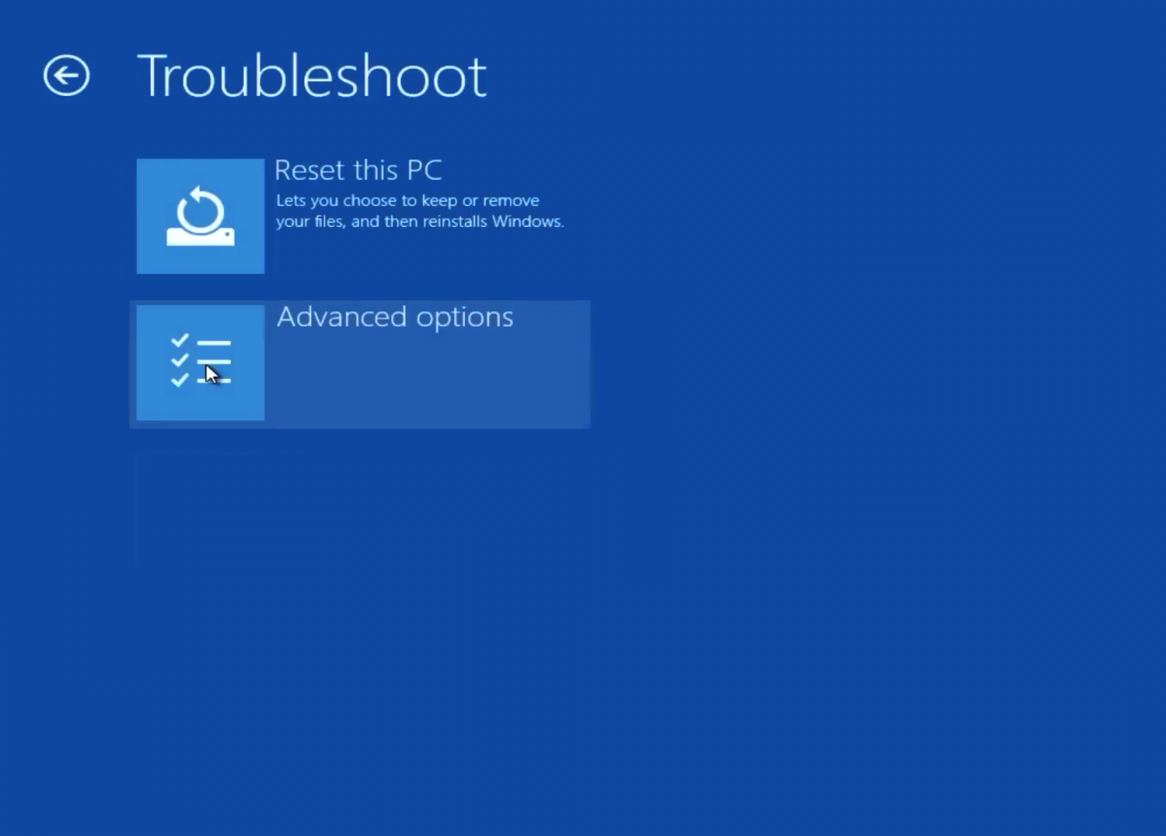 Troubleshoot
Reset this PC
Lets you choose to keep or remove
your files, and then reinstalls Windows.
Advanced options